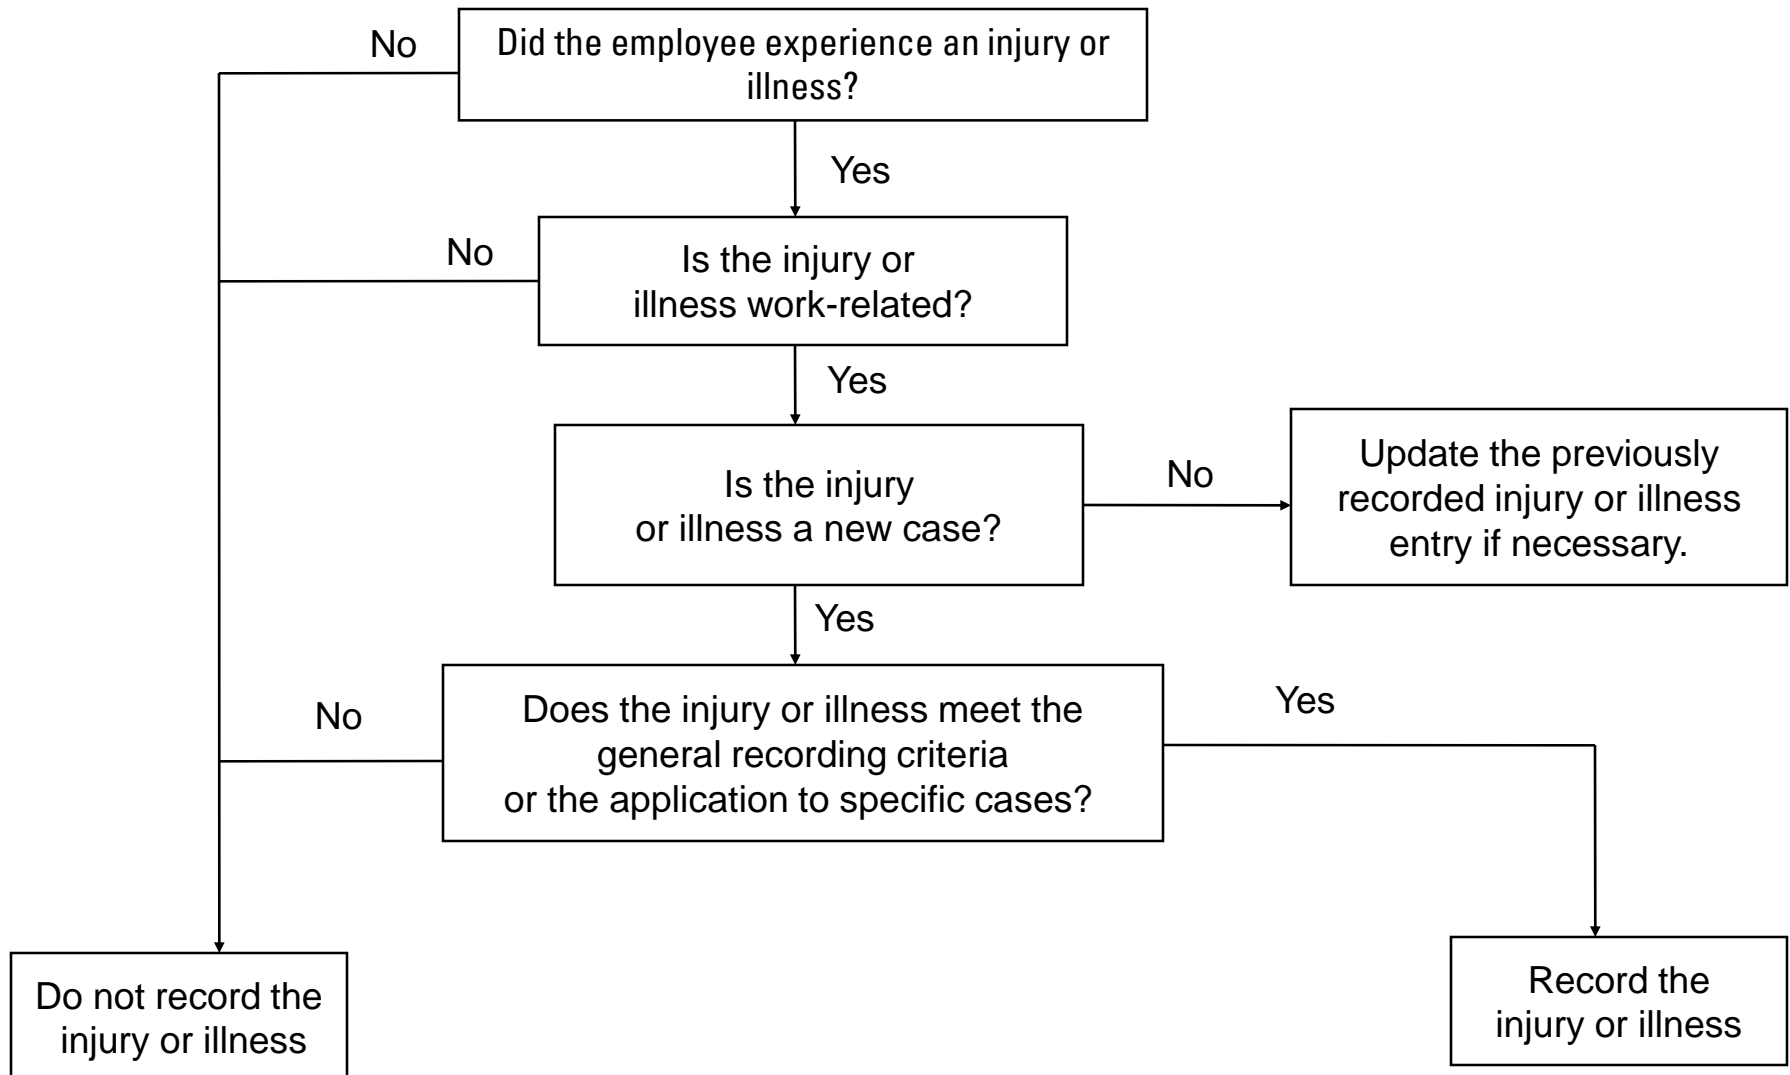 No
Did the employee experience an injury or
illness?
Yes
No
Is the injury or
illness work-related?
Yes
Is the injury
or illness a new case?
No
Update the previously
recorded injury or illness
entry if necessary.
Yes
No
Does the injury or illness meet the
general recording criteria
or the application to specific cases?
Yes
Do not record the
injury or illness
Record the
injury or illness